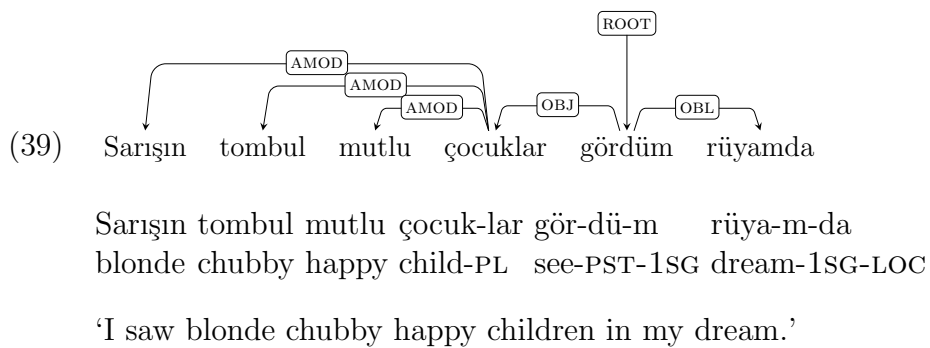 ROOT
AMOD
AMOD
AMOD OBJ OBL
(39) Sarışın tombul mutlu çocuklar gördüm rüyamda
Sarışın tombul mutlu çocuk-lar gör-dü-m rüya-m-da
blonde chubby happy child-PL see-PST-1SG dream-1SG-LOC
‘I saw blonde chubby happy children in my dream.’